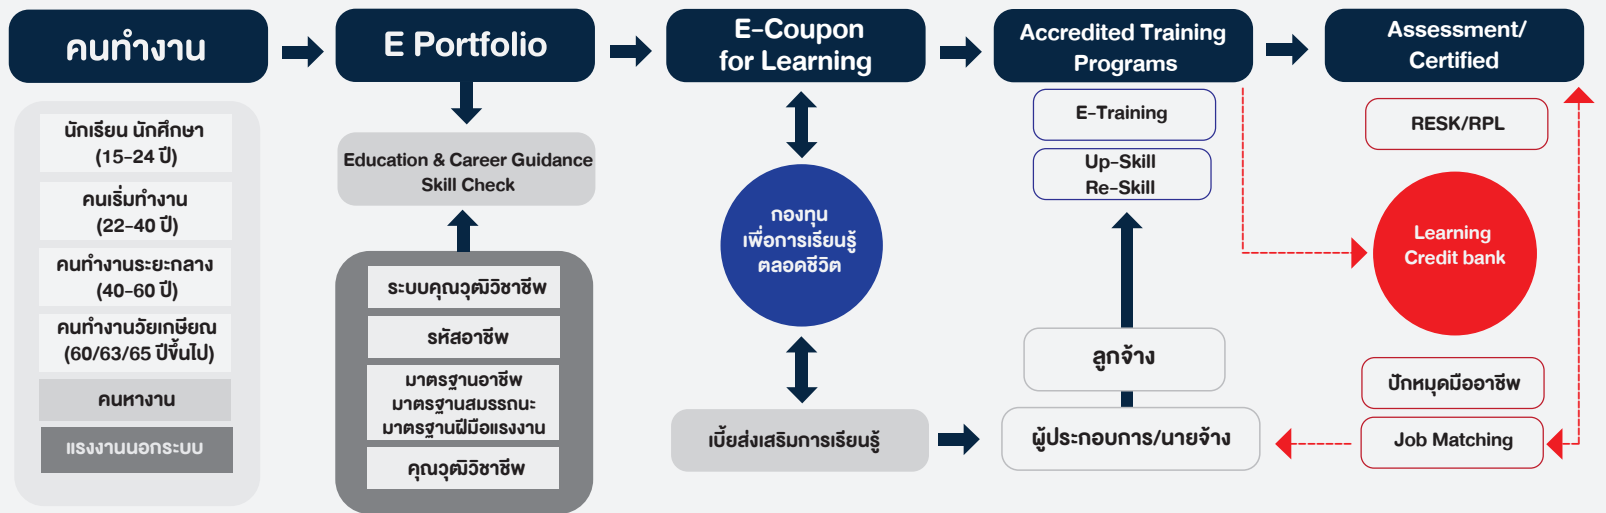 คนทำงาน
นักเรียน นักศึกษา
(15-24 ปี)
คนเริ่มทำงาน
(22-40 ปี)
คนทำงานระยะกลาง
(40-60 ปี)
คนทำงานวัยเกษียณ
(60/63/65 ปีขึ้นไป)
คนหางาน
แรงงานนอกระบบ
E Portfolio
Education & Career Guidance
Skill Check
ระบบคุณวุฒิวิชาชีพ
รหัสอาชีพ
มาตรฐานอาชีพ
มาตรฐานสมรรถนะ
มาตรฐานฝีมือแรงงาน
คุณวุฒิวิชาชีพ
E-Coupon
for Learning
กองทุน
เพื่อการเรียนรู้
ตลอดชีวิต
เบี้ยส่งเสริมการเรียนรู้
Accredited Training
Programs
E-Training
Up-Skill
Re-Skill
ลูกจ้าง
ผู้ประกอบการ/นายจ้าง
Assessment/
Certified
RESK/RPL
Learning
Credit bank
ปักหมุดมืออาชีพ
Job Matching